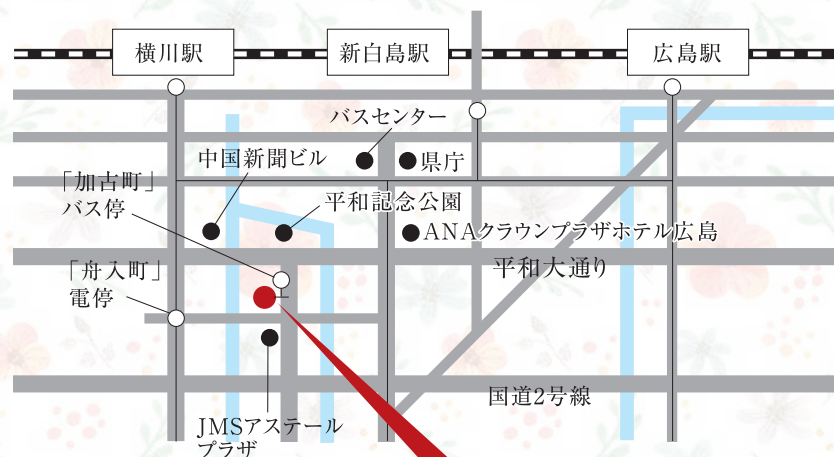 横川駅
新白島駅
広島駅
バスセンター
中国新聞ビル
県庁
「加古町」
バス停
平和記念公園
ANAクラウンプラザホテル広島
「舟入町」
電停
平和大通り
国道2号線
JMSアステール
プラザ